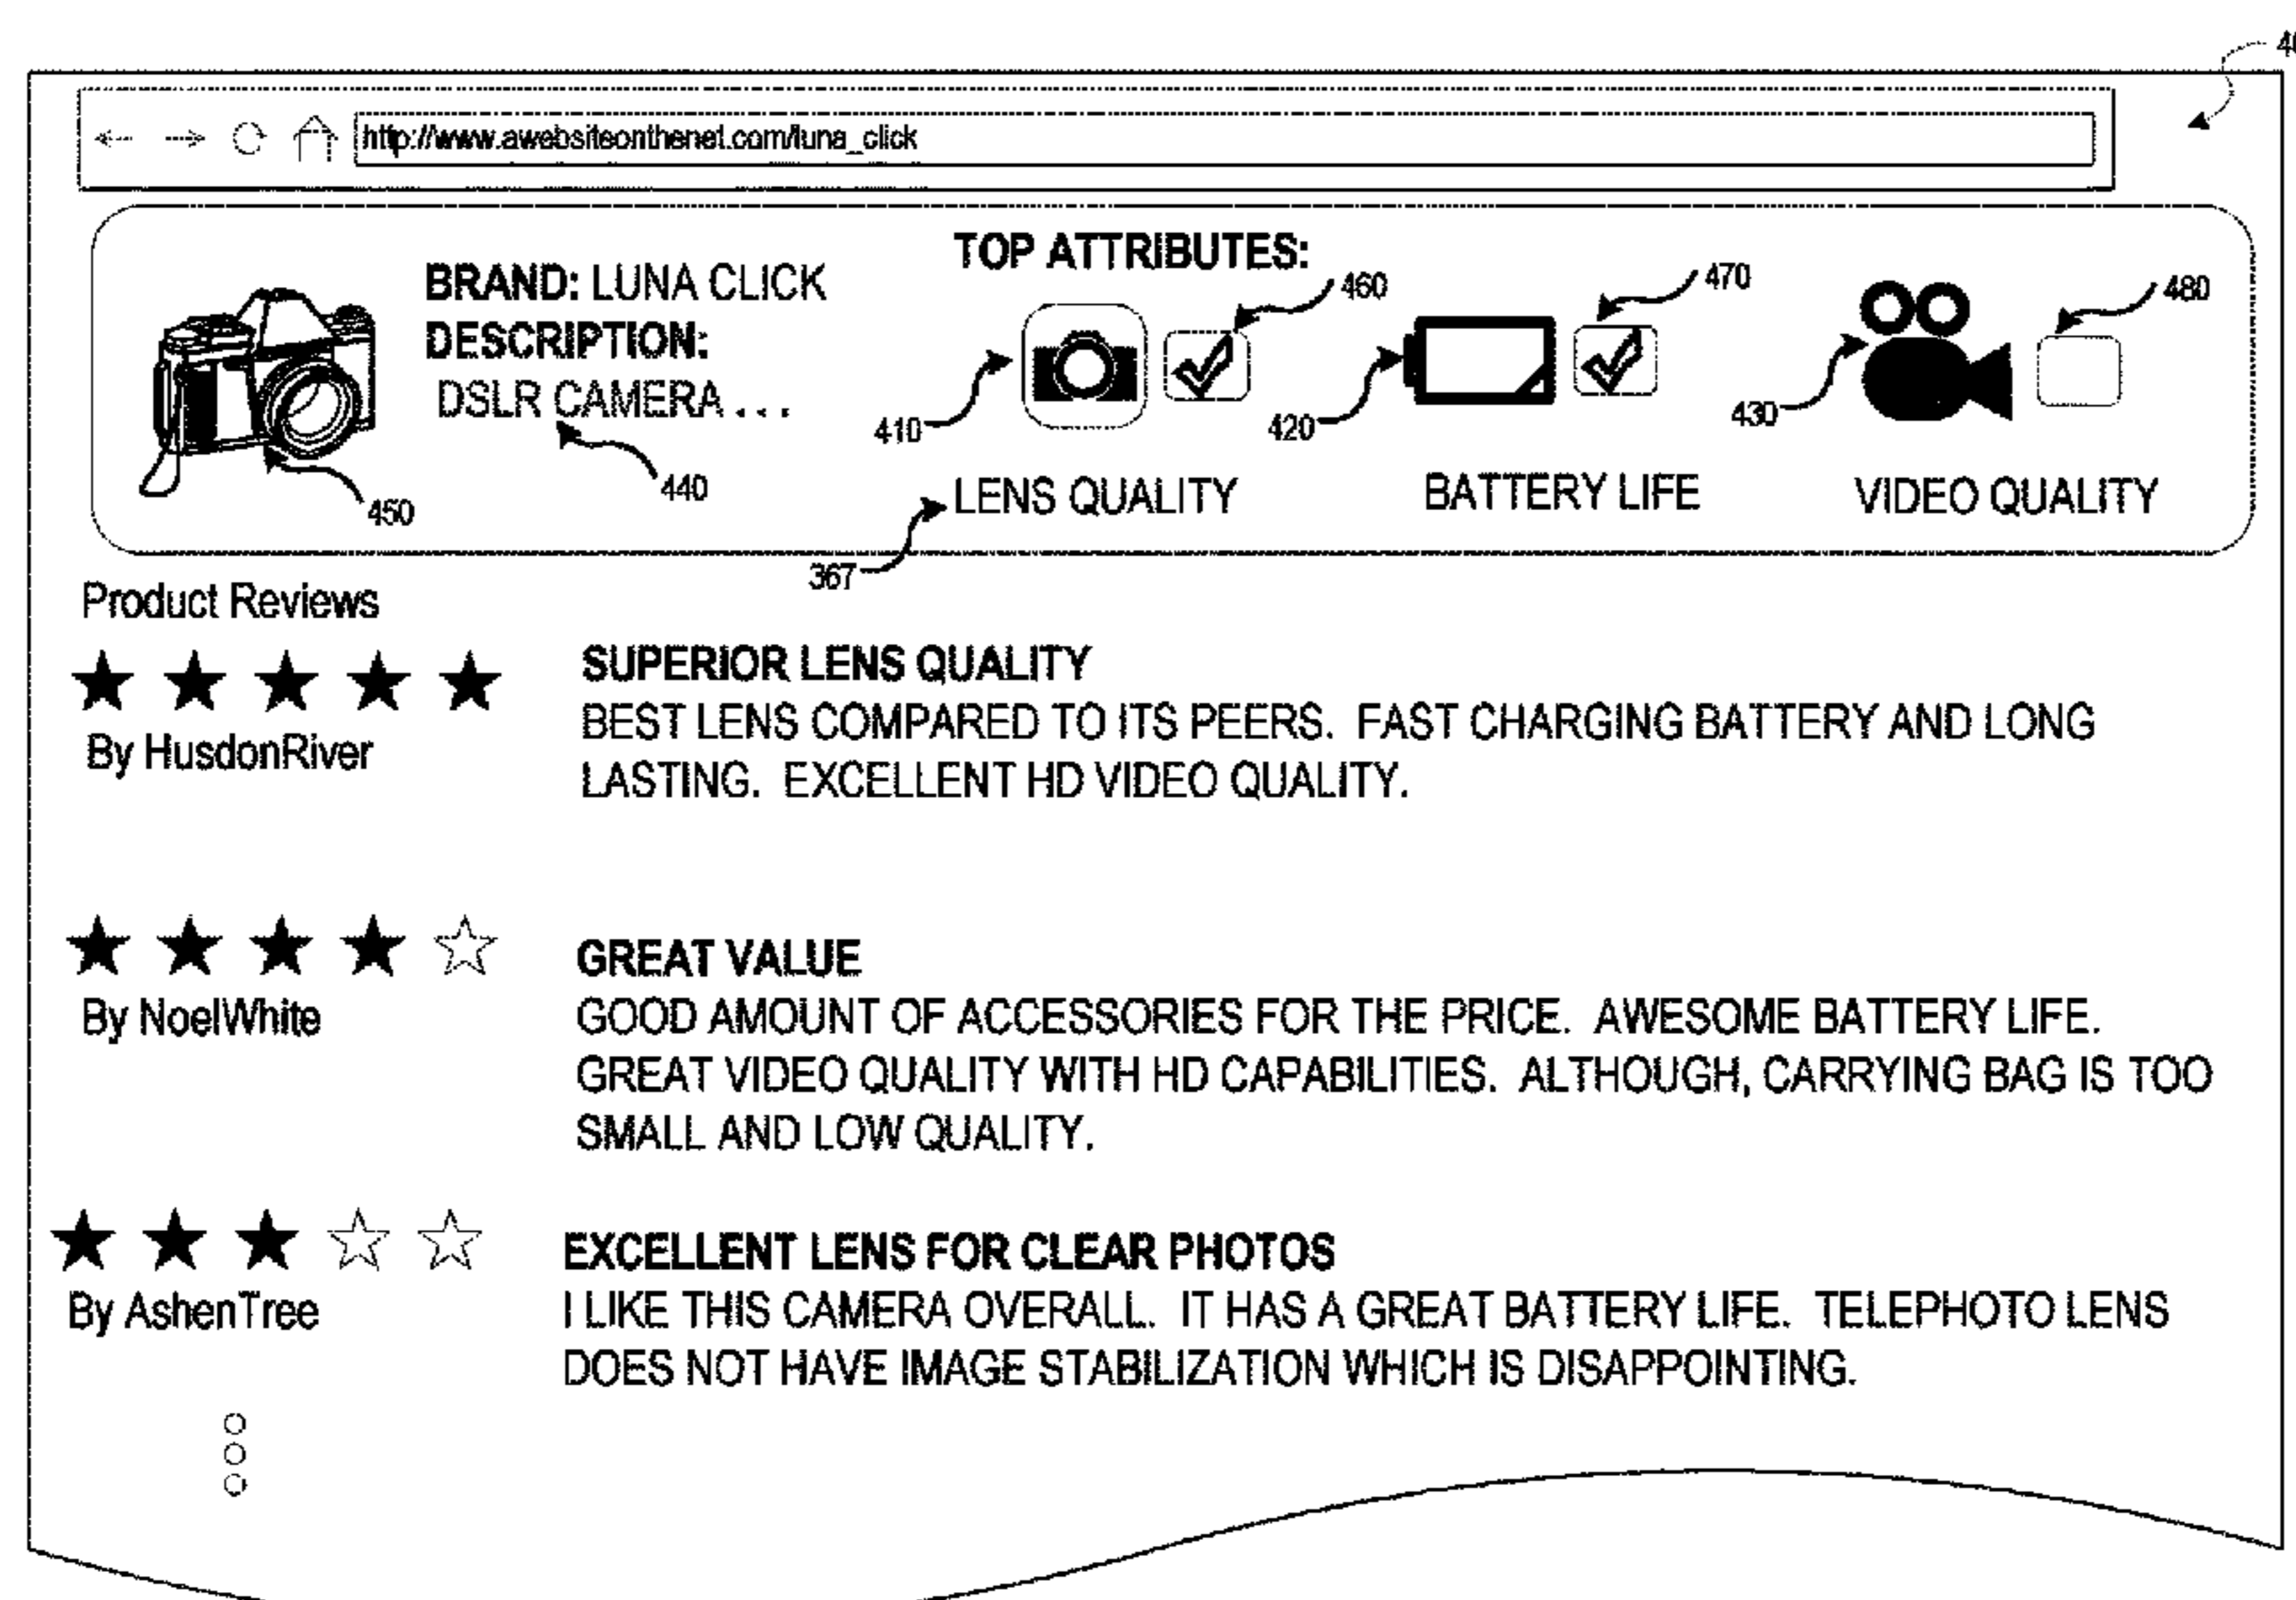 http://www.awebsiteonthenet.com/luna_click
BRAND: LUNA CLICK
DESCRIPTION:
DSLR CAMERA ...
440
450
TOP ATTRIBUTES:
460
470
480
410
420
430
LENS QUALITY
BATTERY LIFE
VIDEO QUALITY
367
Product Reviews
By HusdonRiver
SUPERIOR LENS QUALITY
BEST LENS COMPARED TO ITS PEERS. FAST CHARGING BATTERY AND LONG
LASTING. EXCELLENT HD VIDEO QUALITY.
By NoelWhite
GREAT VALUE
GOOD AMOUNT OF ACCESSORIES FOR THE PRICE. AWESOME BATTERY LIFE.
GREAT VIDEO QUALITY WITH HD CAPABILITIES. ALTHOUGH, CARRYING BAG IS TOO
SMALL AND LOW QUALITY.
By AshenTree
EXCELLENT LENS FOR CLEAR PHOTOS
I LIKE THIS CAMERA OVERALL. IT HAS A GREAT BATTERY LIFE. TELEPHOTO LENS
DOES NOT HAVE IMAGE STABILIZATION WHICH IS DISAPPOINTING.